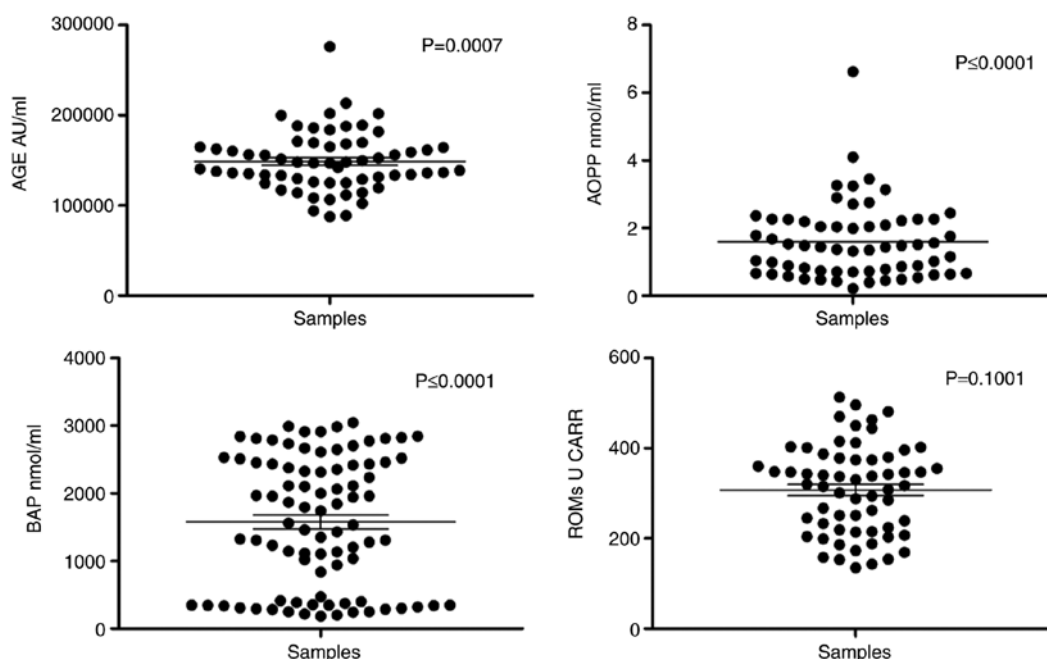 AGE AU/ml
300000
200000
100000
0
P=0.0007
Samples
AOPP nmol/ml
8
6
4
2
0
P≤0.0001
Samples
BAP nmol/ml
4000
3000
2000
1000
0
P≤0.0001
Samples
ROMs U CARR
600
400
200
0
P=0.1001
Samples